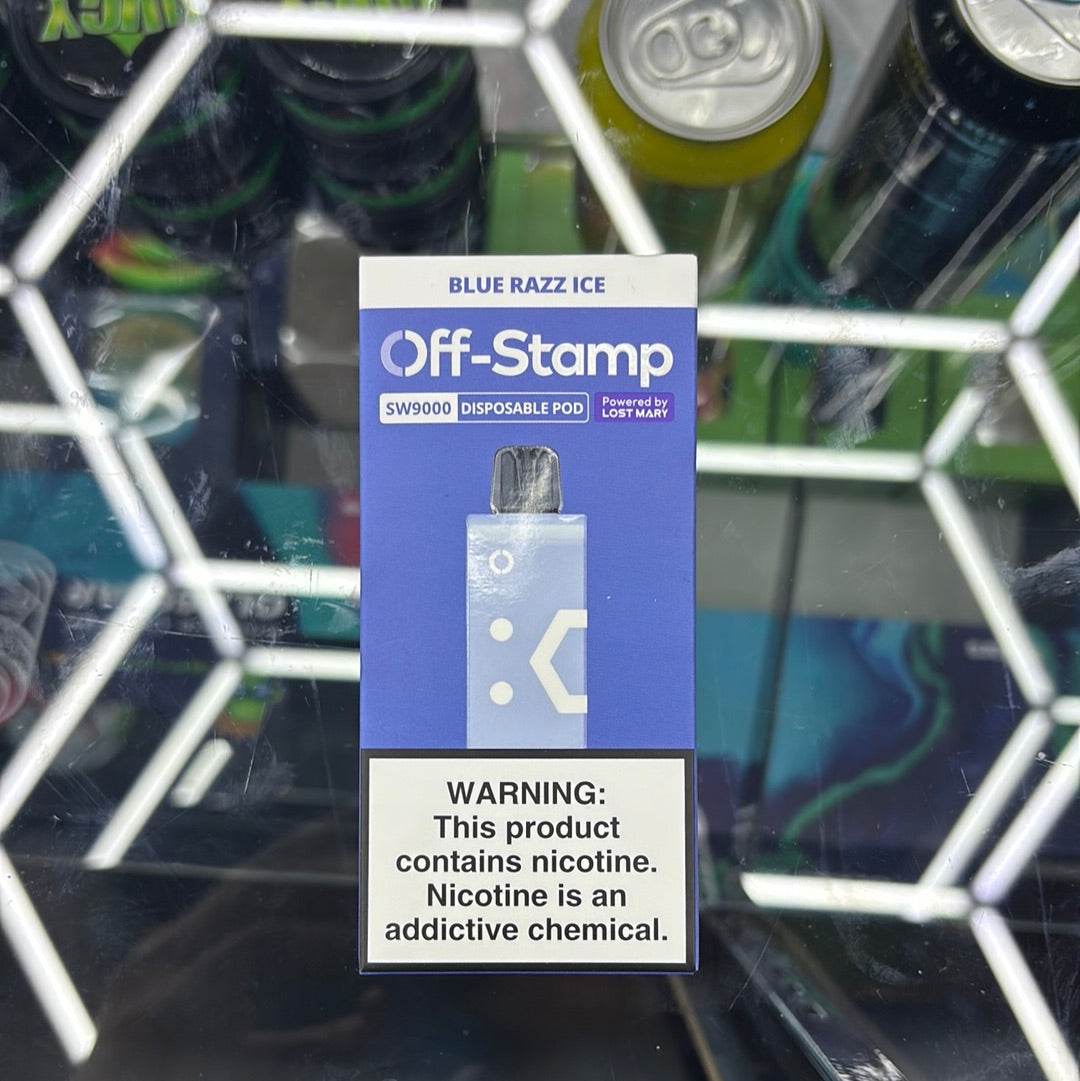 BLUE RAZZ ICE
Off-Stamp
SW9000 DISPOSABLE POD
Powered by
LOST MARY
WARNING:
This product
contains nicotine.
Nicotine is an
addictive chemical.